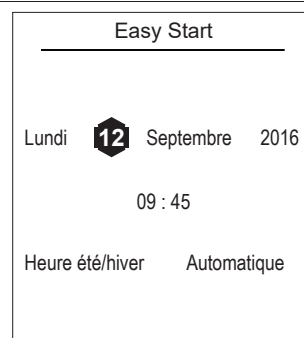 Easy Start
Lundi 12 Septembre 2016
09 : 45
Heure été/hiver Automatique